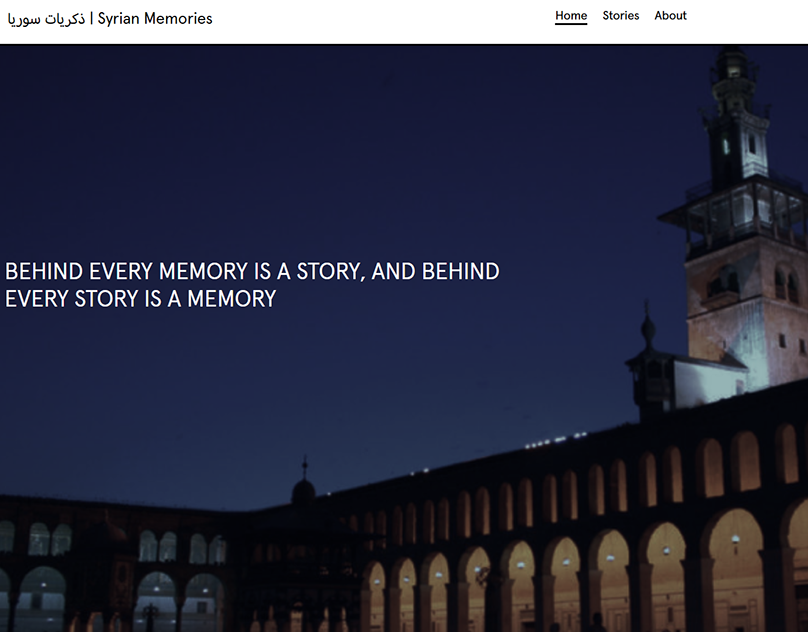 ذكريات سوريا | Syrian Memories
Home Stories About
BEHIND EVERY MEMORY IS A STORY, AND BEHIND
EVERY STORY IS A MEMORY